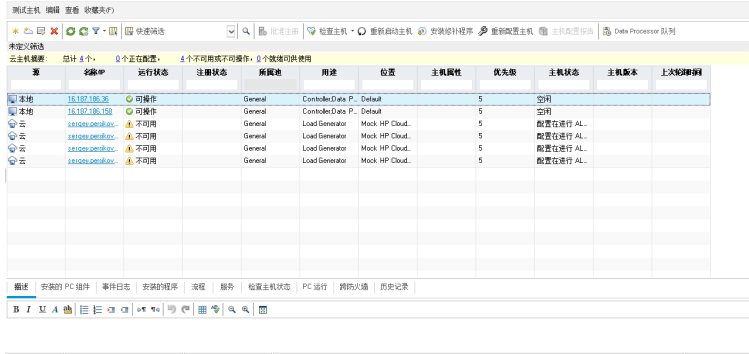 测试主机 编辑 查看 收藏夹(F)
快速筛选 批准注册 检查主机 重新启动主机 安装修补程序 重新配置主机 主机配置报告 Data Processor 队列
未定义筛选
云主机摘要: 总计 4个, 0个正在配置, 4个不可用或不可操作, 0个就绪可供使用
源 名称/IP 运行状态 注册状态 所属池 用途 位置 主机属性 优先级 主机状态 主机版本 上次轮询时间
本地 16.187.186.36 可操作 General Controller;Data P... Default 5 空闲
本地 16.187.186.158 可操作 General Controller;Data P... Default 5 空闲
云 sergey.persikov... 不可用 General Load Generator Mock HP Cloud... 5 配置在进行 AL...
云 sergey.persikov... 不可用 General Load Generator Mock HP Cloud... 5 配置在进行 AL...
云 sergey.persikov... 不可用 General Load Generator Mock HP Cloud... 5 配置在进行 AL...
云 sergey.persikov... 不可用 General Load Generator Mock HP Cloud... 5 配置在进行 AL...
描述 安装的 PC 组件 事件日志 安装的程序 流程 服务 检查主机状态 PC 运行 跨防火墙 历史记录
B I U A ab